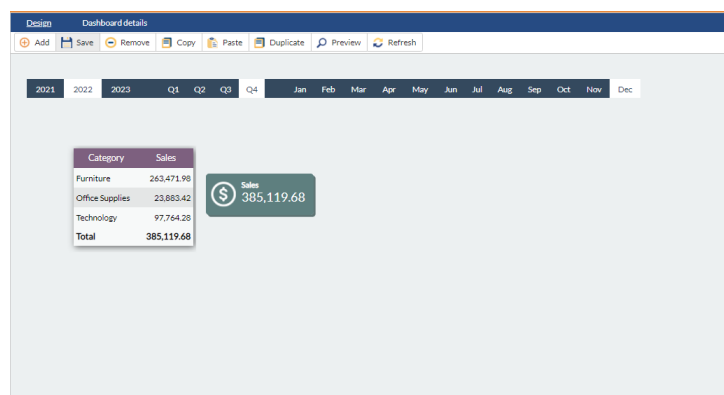 Design Dashboard details
Add Save Remove Copy Paste Duplicate Preview Refresh
2021 2022 2023 Q1 Q2 Q3 Q4 Jan Feb Mar Apr May Jun Jul Aug Sep Oct Nov Dec
Category Sales
Furniture 263,471.98
Office Supplies 23,883.42
Technology 97,764.28
Total 385,119.68
Sales
385,119.68